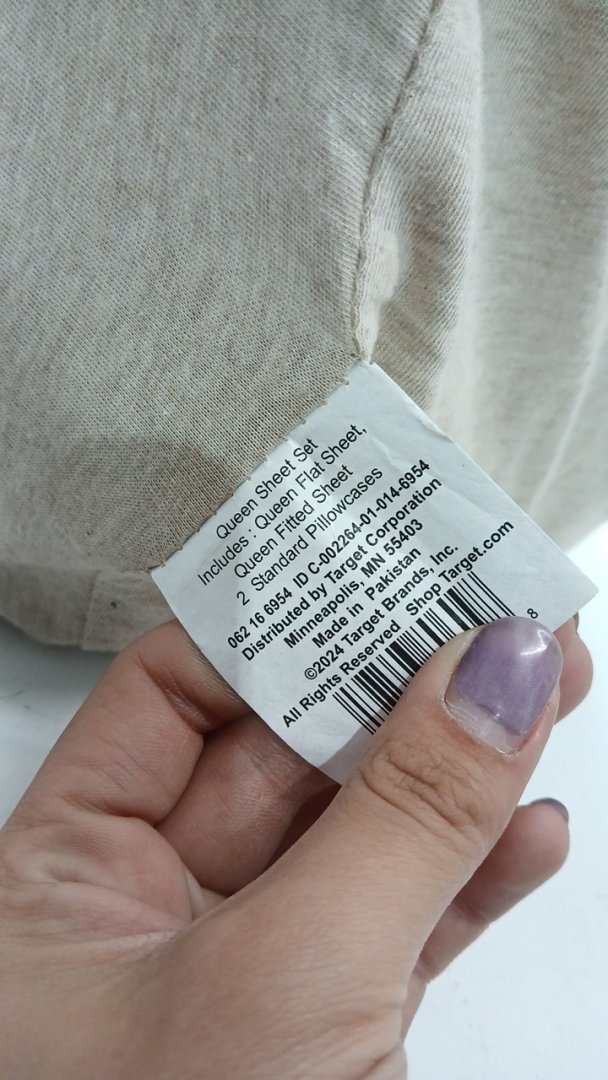 Queen Sheet Set
Includes : Queen Flat Sheet,
Queen Fitted Sheet
2 Standard Pillowcases
062 16 6954 ID C-002264-01-014-6954
Distributed by Target Corporation
Minneapolis, MN 55403
Made in Pakistan
©2024 Target Brands, Inc.
All Rights Reserved Shop Target.com
8